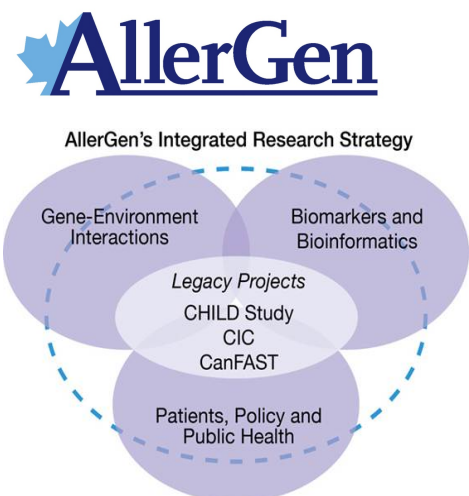 AllerGen
AllerGen's Integrated Research Strategy
Gene-Environment
Interactions
Biomarkers and
Bioinformatics
Legacy Projects
CHILD Study
CIC
CanFAST
Patients, Policy and
Public Health